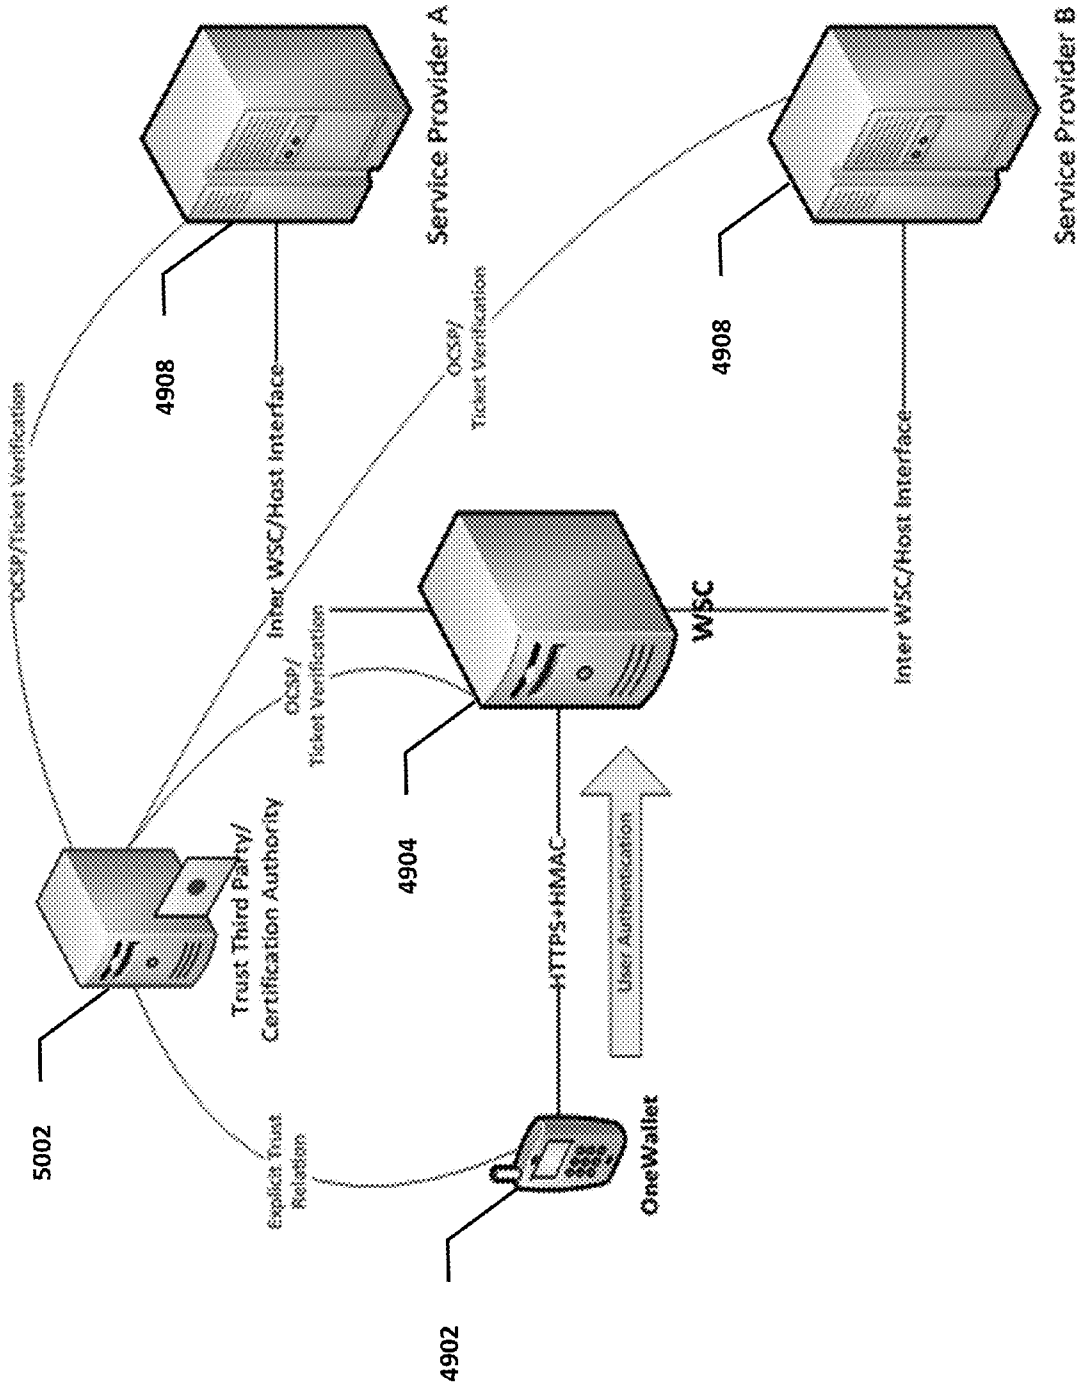 5002
Trust Third Party/
Certification Authority
OCSP/Ticket Verification
4908
Service Provider A
Explicit Trust
Relation
OCSP/
Ticket Verification
Inter WSC/Host Interface
OCSP/
Ticket Verification
4902
OneWallet
HTTPS+HMAC
User Authentication
4904
WSC
4908
Inter WSC/Host Interface
Service Provider B